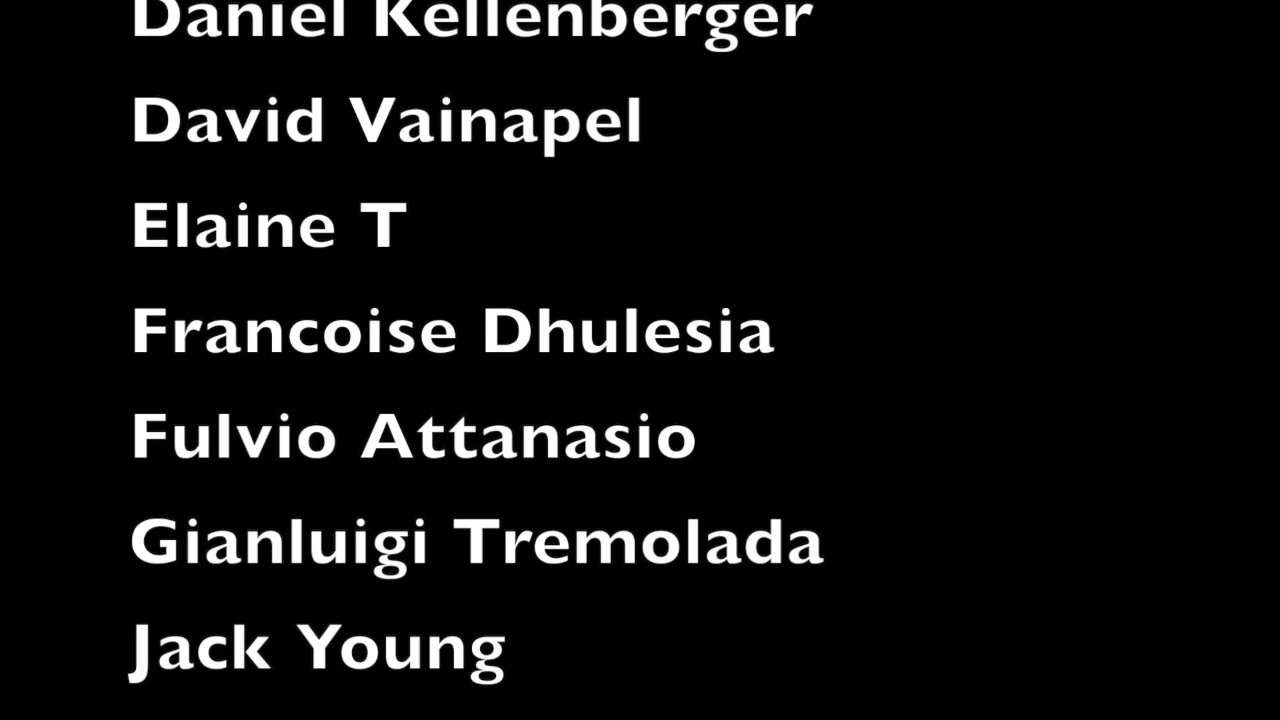 Daniel Kellenberger
David Vainapel
Elaine T
Francoise Dhulesia
Fulvio Attanasio
Gianluigi Tremolada
Jack Young